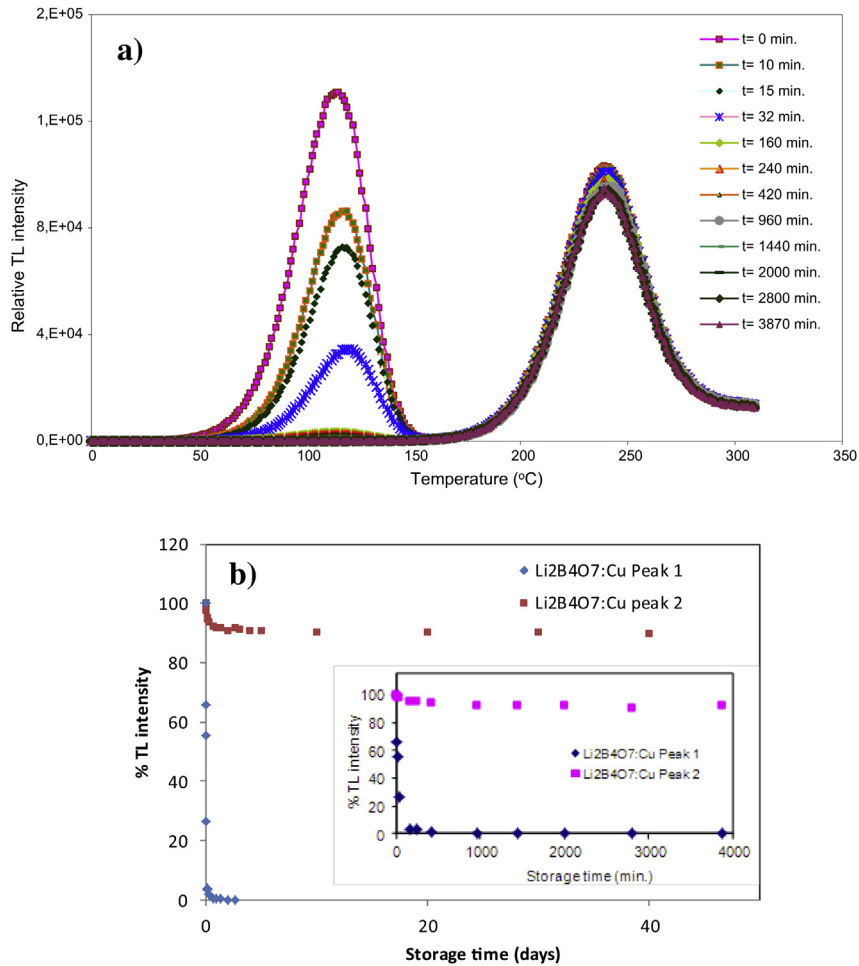 2,E+05
a)
1,E+05
8,E+04
4,E+04
0,E+00
Relative TL intensity
0 50 100 150 200 250 300 350
Temperature (oC)
t= 0 min.
t= 10 min.
t= 15 min.
t= 32 min.
t= 160 min.
t= 240 min.
t= 420 min.
t= 960 min.
t= 1440 min.
t= 2000 min.
t= 2800 min.
t= 3870 min.
b)
120
100
80
60
40
20
0
% TL intensity
Li2B4O7:Cu Peak 1
Li2B4O7:Cu peak 2
100
80
60
40
20
0
% TL intensity
Li2B4O7:Cu Peak 1
Li2B4O7:Cu Peak 2
0 1000 2000 3000 4000
Storage time (min.)
0 20 40
Storage time (days)